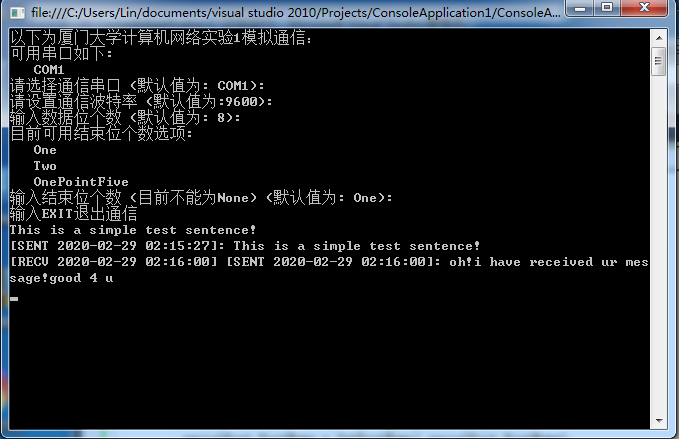 file:///C:/Users/Lin/documents/visual studio 2010/Projects/ConsoleApplication1/ConsoleA...
以下为厦门大学计算机网络实验1模拟通信:
可用串口如下:
COM1
请选择通信串口 (默认值为: COM1):
请设置通信波特率 (默认值为:9600):
输入数据位个数 (默认值为: 8):
目前可用结束位个数选项:
One
Two
OnePointFive
输入结束位个数 (目前不能为None) (默认值为: One):
输入EXIT退出通信
This is a simple test sentence!
[SENT 2020-02-29 02:15:27]: This is a simple test sentence!
[RECV 2020-02-29 02:16:00] [SENT 2020-02-29 02:16:00]: oh!i have received ur mes
sage!good 4 u